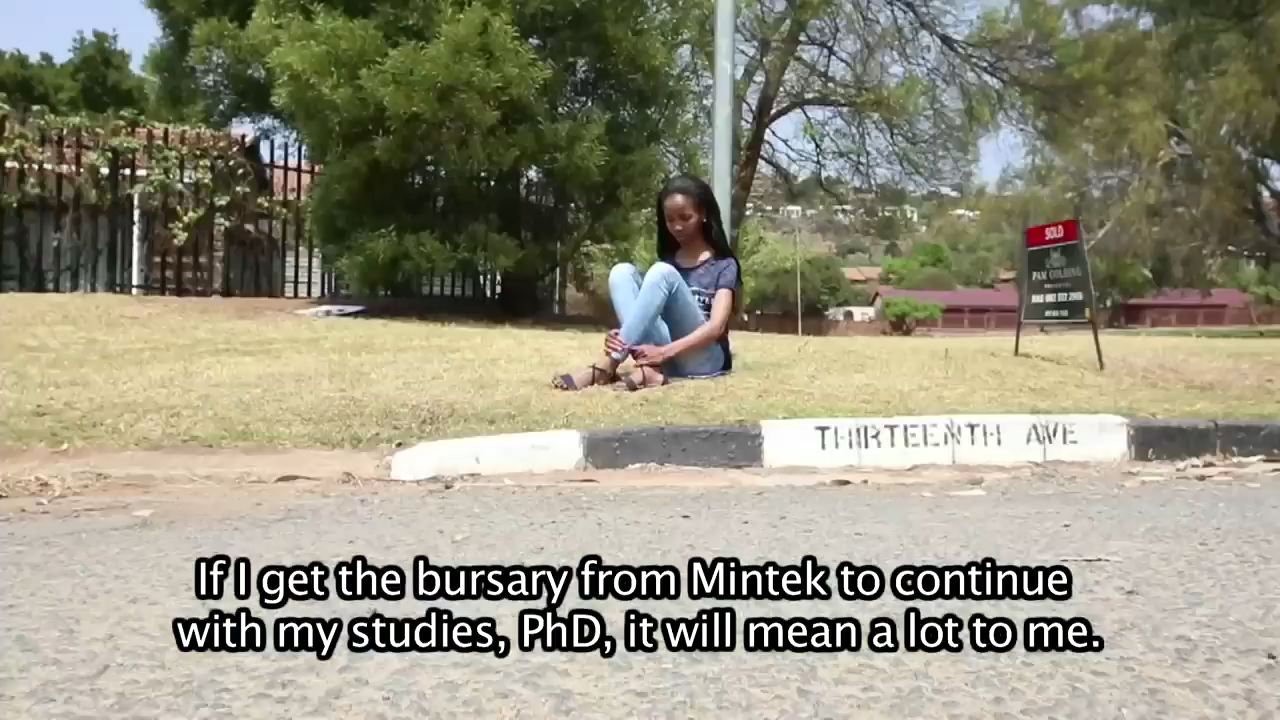 SOLD
PAM GOLDING
THIRTEENTH AVE
If I get the bursary from Mintek to continue
with my studies, PhD, it will mean a lot to me.